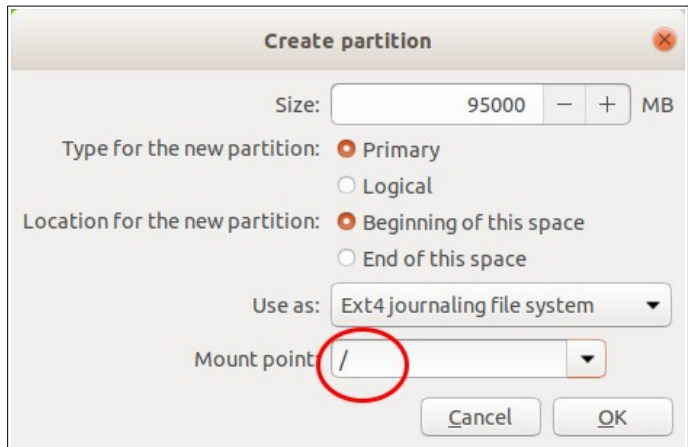 Create partition
Size: 95000 − + MB
Type for the new partition: Primary
Logical
Location for the new partition: Beginning of this space
End of this space
Use as: Ext4 journaling file system
Mount point: /
Cancel OK